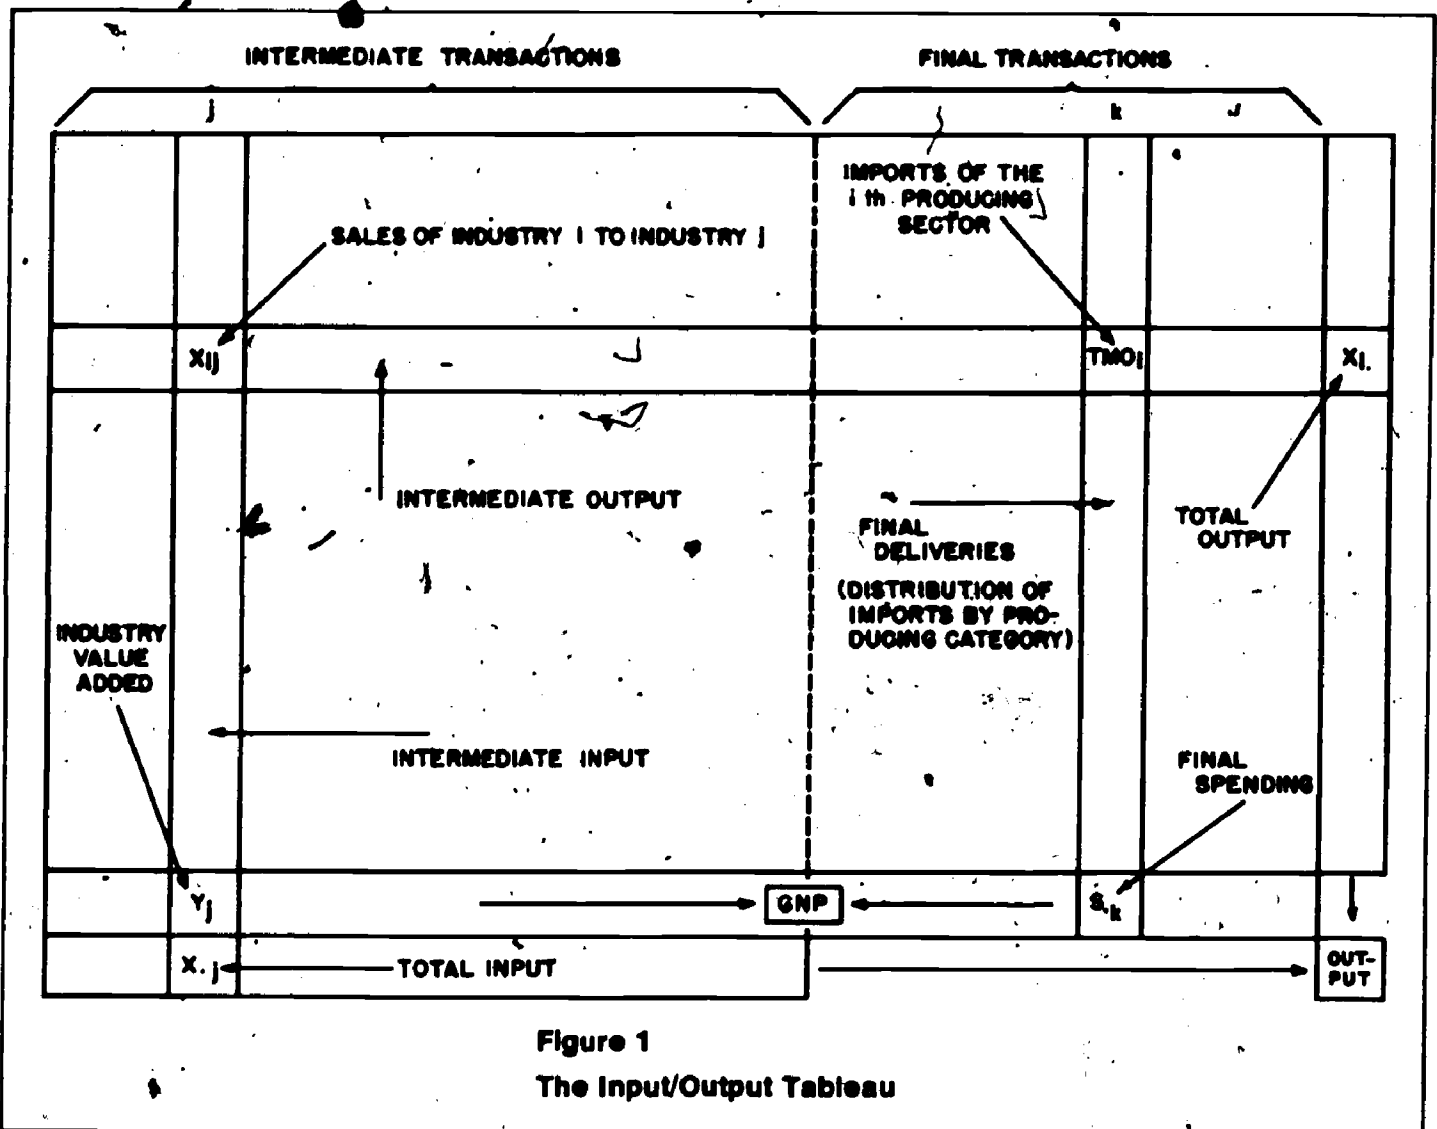 INTERMEDIATE TRANSACTIONS
FINAL TRANSACTIONS
j
k
IMPORTS OF THE
i th PRODUCING
SECTOR
SALES OF INDUSTRY i TO INDUSTRY j
Xij
TMOi
Xi.
INTERMEDIATE OUTPUT
FINAL
DELIVERIES
(DISTRIBUTION OF
IMPORTS BY PRO-
DUCING CATEGORY)
TOTAL
OUTPUT
INDUSTRY
VALUE
ADDED
INTERMEDIATE INPUT
FINAL
SPENDING
Yj
GNP
S.k
X.j
TOTAL INPUT
OUT-
PUT
Figure 1
The Input/Output Tableau